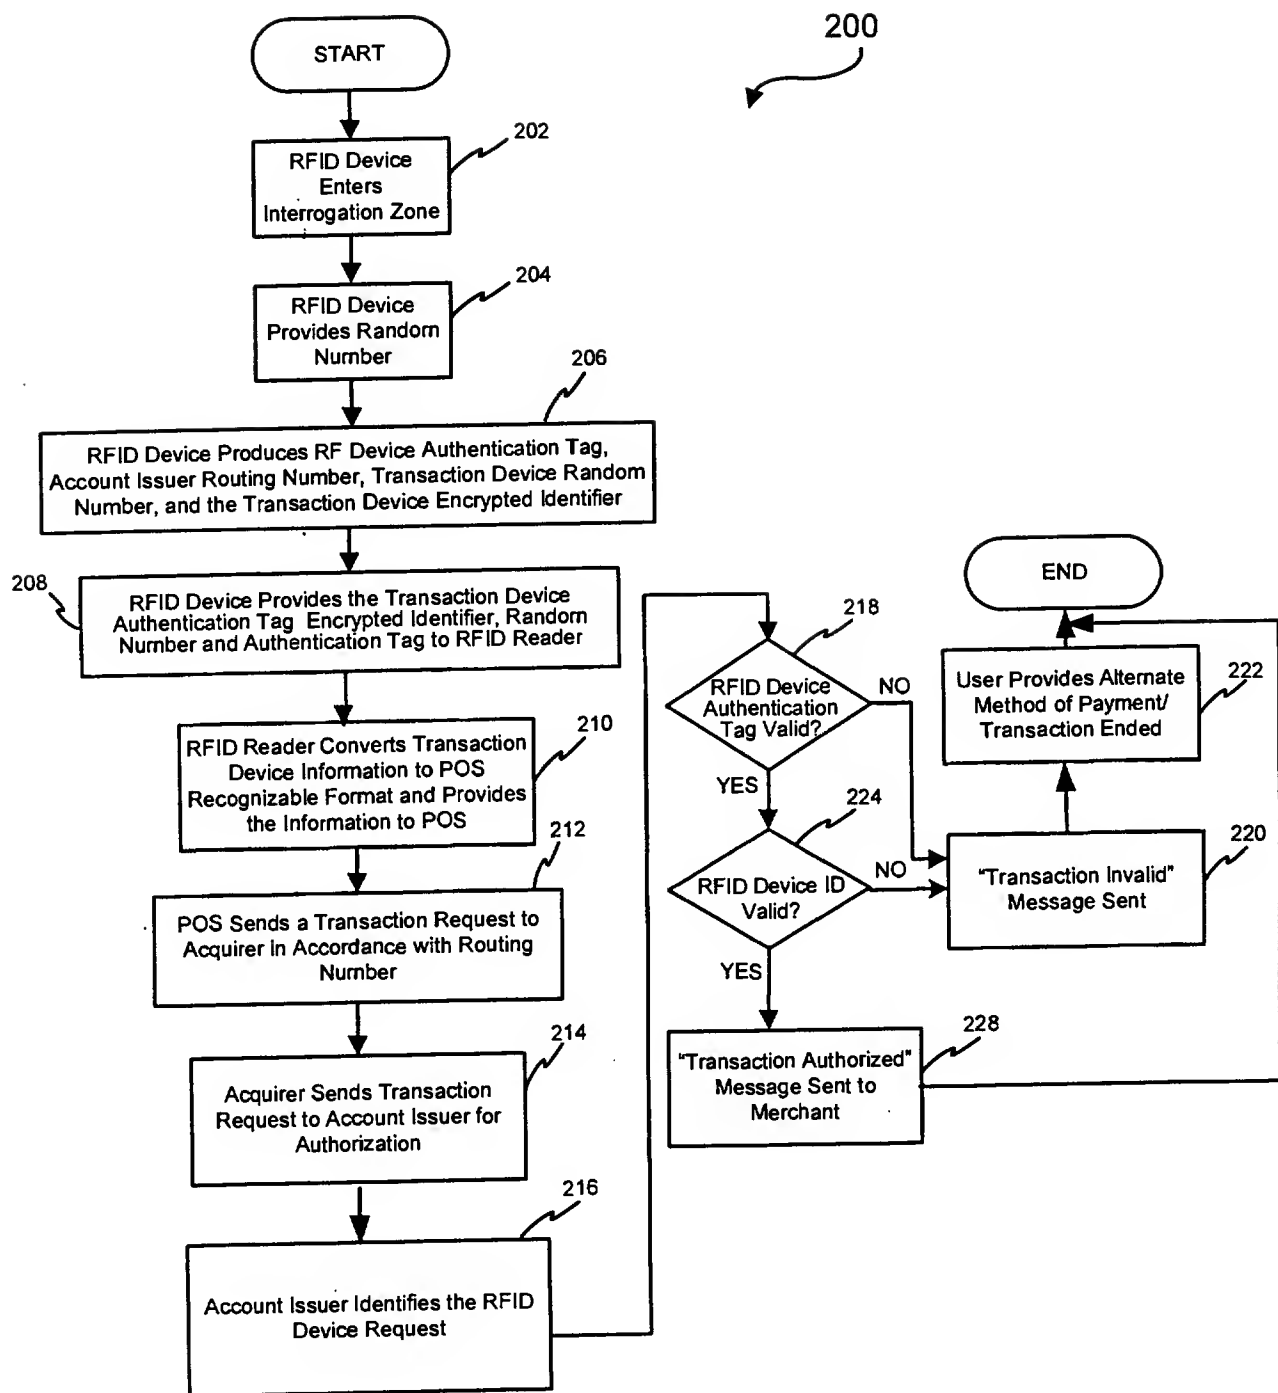 200
START
202
RFID Device
Enters
Interrogation Zone
204
RFID Device
Provides Random
Number
206
RFID Device Produces RF Device Authentication Tag,
Account Issuer Routing Number, Transaction Device Random
Number, and the Transaction Device Encrypted Identifier
208
RFID Device Provides the Transaction Device
Authentication Tag Encrypted Identifier, Random
Number and Authentication Tag to RFID Reader
210
RFID Reader Converts Transaction
Device Information to POS
Recognizable Format and Provides
the Information to POS
212
POS Sends a Transaction Request to
Acquirer in Accordance with Routing
Number
214
Acquirer Sends Transaction
Request to Account Issuer for
Authorization
216
Account Issuer Identifies the RFID
Device Request
218
RFID Device
Authentication
Tag Valid?
NO
YES
224
RFID Device ID
Valid?
NO
YES
228
"Transaction Authorized"
Message Sent to
Merchant
220
"Transaction Invalid"
Message Sent
222
User Provides Alternate
Method of Payment/
Transaction Ended
END